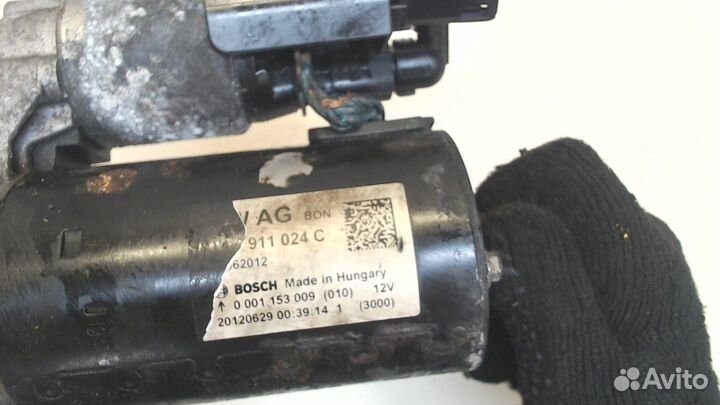 AG BON
911 024 C
62012
BOSCH Made in Hungary
0 001 153 009 (010) 12V
20120629 00:39.14 1 (3000)
Avito